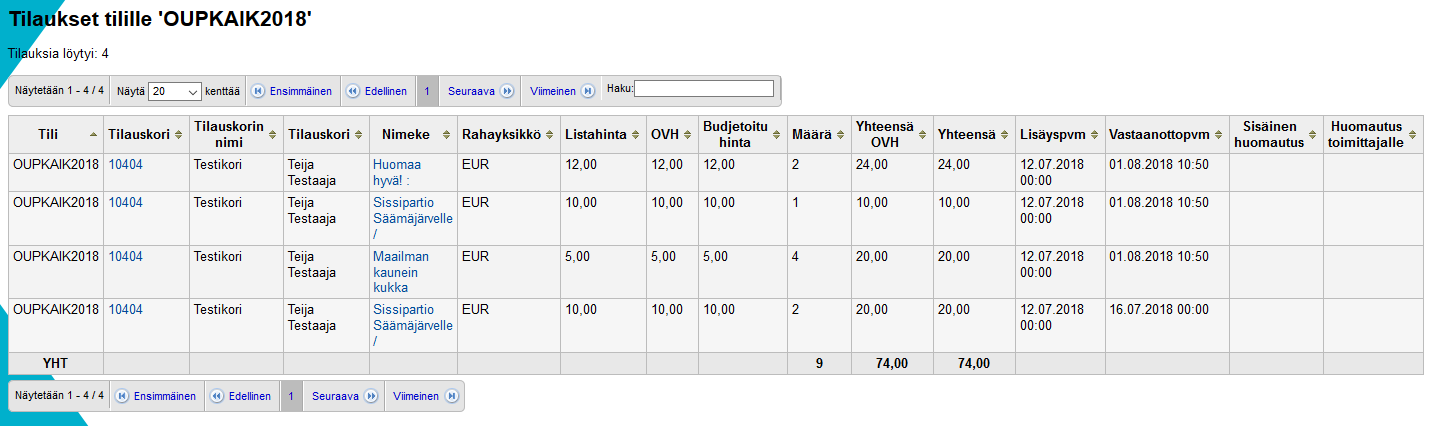 Tilaukset tilille 'OUPKAIK2018'
Tilauksia löytyi: 4
Näytetään 1 - 4 / 4 Näytä 20 kenttää Ensimmäinen Edellinen 1 Seuraava Viimeinen Haku:
Tili Tilauskori Tilauskorin nimi Tilauskori Nimeke Rahayksikkö Listahinta OVH Budjetoitu hinta Määrä Yhteensä OVH Yhteensä Lisäyspvm Vastaanottopvm Sisäinen huomautus Huomautus toimittajalle
OUPKAIK2018 10404 Testikori Teija Testaaja Huomaa hyvä! : EUR 12,00 12,00 12,00 2 24,00 24,00 12.07.2018 00:00 01.08.2018 10:50
OUPKAIK2018 10404 Testikori Teija Testaaja Sissipartio Säämäjärvelle / EUR 10,00 10,00 10,00 1 10,00 10,00 12.07.2018 00:00 01.08.2018 10:50
OUPKAIK2018 10404 Testikori Teija Testaaja Maailman kaunein kukka EUR 5,00 5,00 5,00 4 20,00 20,00 12.07.2018 00:00 01.08.2018 10:50
OUPKAIK2018 10404 Testikori Teija Testaaja Sissipartio Säämäjärvelle / EUR 10,00 10,00 10,00 2 20,00 20,00 12.07.2018 00:00 16.07.2018 00:00
YHT 9 74,00 74,00
Näytetään 1 - 4 / 4 Ensimmäinen Edellinen 1 Seuraava Viimeinen